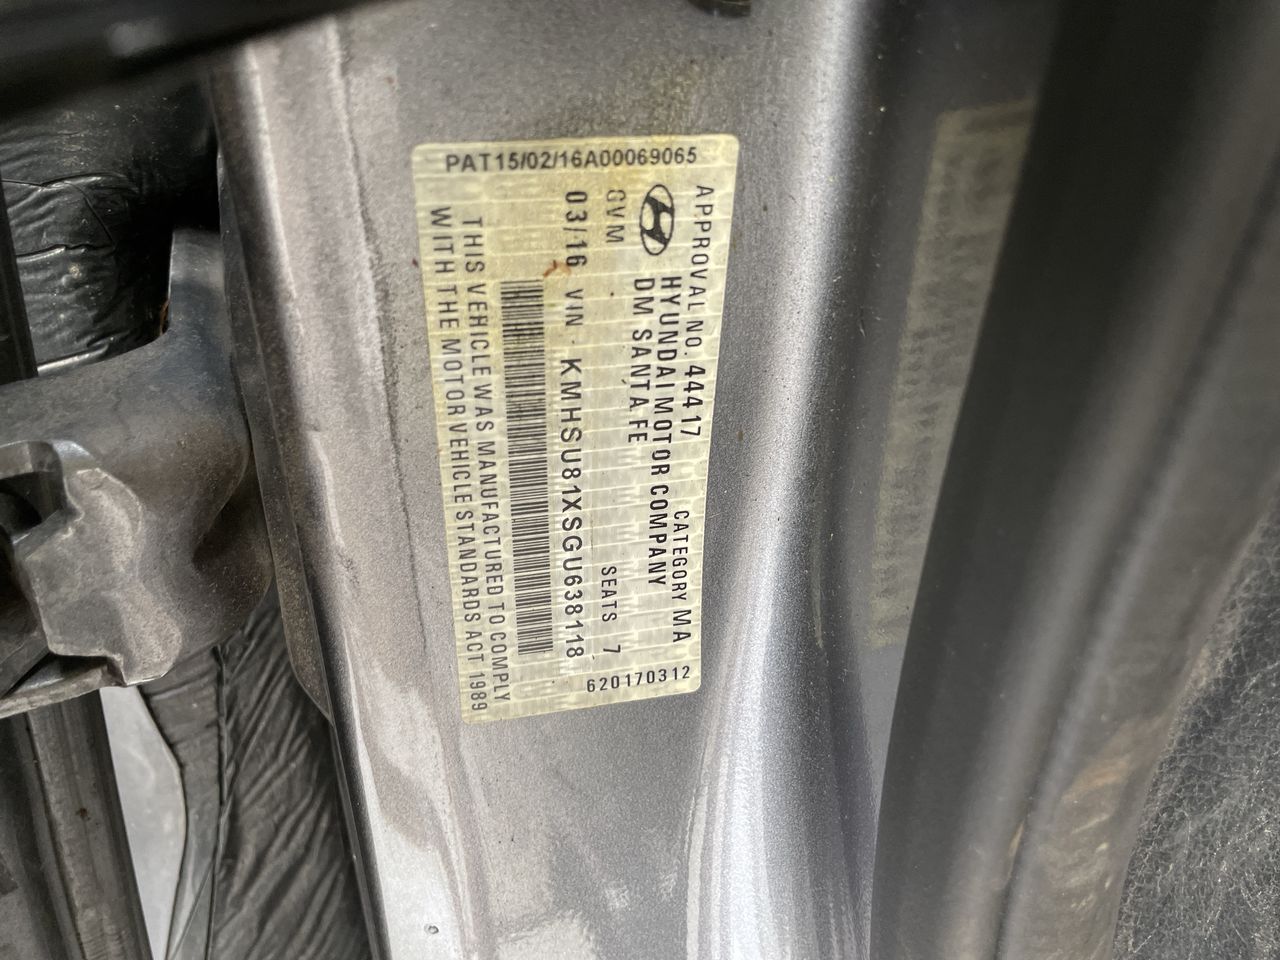 PAT15/02/16A00069065
APPROVAL NO. 44417 CATEGORY MA
HYUNDAI MOTOR COMPANY
DM SANTA FE
GVM SEATS 7
03/16 VIN KMHSU81XSGU638118
THIS VEHICLE WAS MANUFACTURED TO COMPLY
WITH THE MOTOR VEHICLE STANDARDS ACT 1989
620170312